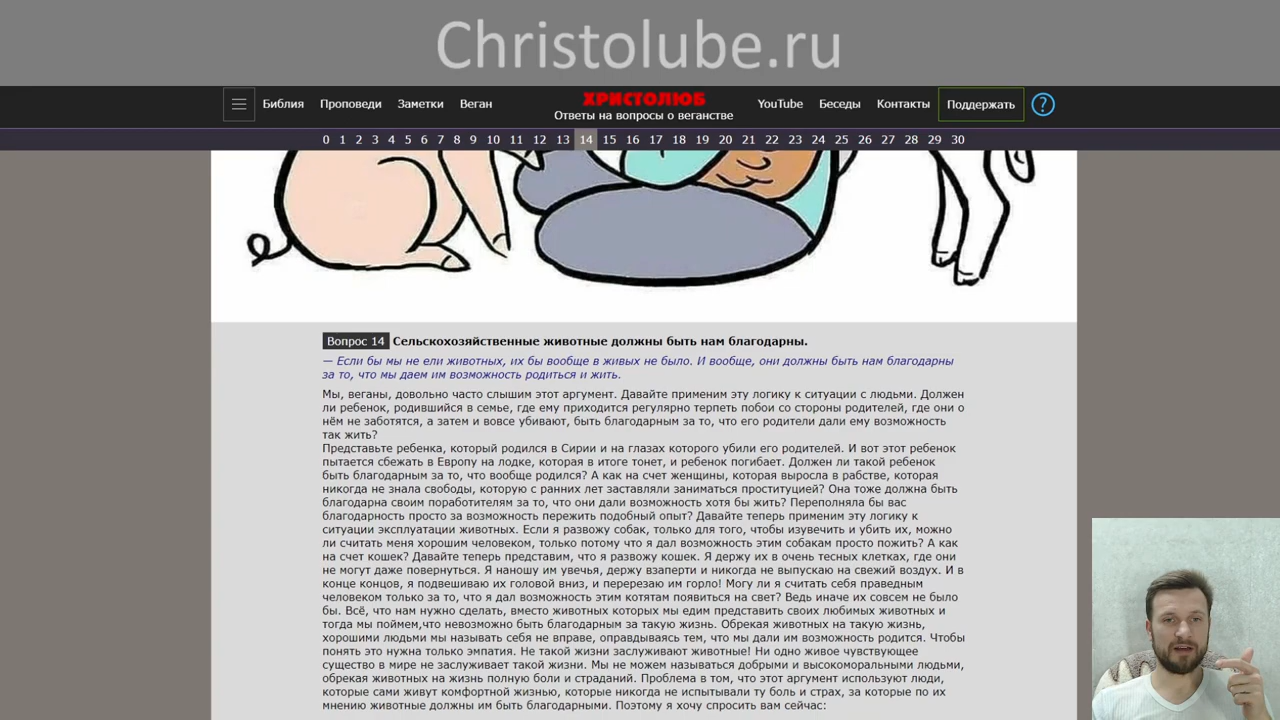 Christolube.ru
Библия Проповеди Заметки Веган ХРИСТОЛЮБ YouTube Беседы Контакты Поддержать ?
Ответы на вопросы о веганстве
0 1 2 3 4 5 6 7 8 9 10 11 12 13 14 15 16 17 18 19 20 21 22 23 24 25 26 27 28 29 30
Вопрос 14 Сельскохозяйственные животные должны быть нам благодарны.
— Если бы мы не ели животных, их бы вообще в живых не было. И вообще, они должны быть нам благодарны
за то, что мы даем им возможность родиться и жить.
Мы, веганы, довольно часто слышим этот аргумент. Давайте применим эту логику к ситуации с людьми. Должен
ли ребенок, родившийся в семье, где ему приходится регулярно терпеть побои со стороны родителей, где они о
нём не заботятся, а затем и вовсе убивают, быть благодарным за то, что его родители дали ему возможность
так жить?
Представьте ребенка, который родился в Сирии и на глазах которого убили его родителей. И вот этот ребенок
пытается сбежать в Европу на лодке, которая в итоге тонет, и ребенок погибает. Должен ли такой ребенок
быть благодарным за то, что вообще родился? А как на счет женщины, которая выросла в рабстве, которая
никогда не знала свободы, которую с ранних лет заставляли заниматься проституцией? Она тоже должна быть
благодарна своим поработителям за то, что они дали возможность хотя бы жить? Переполняла бы вас
благодарность просто за возможность пережить подобный опыт? Давайте теперь применим эту логику к
ситуации эксплуатации животных. Если я развожу собак, только для того, чтобы изувечить и убить их, можно
ли считать меня хорошим человеком, только потому что я дал возможность этим собакам просто пожить? А как
на счет кошек? Давайте теперь представим, что я развожу кошек. Я держу их в очень тесных клетках, где они
не могут даже повернуться. Я наношу им увечья, держу взаперти и никогда не выпускаю на свежий воздух. И в
конце концов, я подвешиваю их головой вниз, и перерезаю им горло! Могу ли я считать себя праведным
человеком только за то, что я дал возможность этим котятам появиться на свет? Ведь иначе их совсем не было
бы. Всё, что нам нужно сделать, вместо животных которых мы едим представить своих любимых животных и
тогда мы поймем,что невозможно быть благодарным за такую жизнь. Обрекая животных на такую жизнь,
хорошими людьми мы называть себя не вправе, оправдываясь тем, что мы дали им возможность родится. Чтобы
понять это нужна только эмпатия. Не такой жизни заслуживают животные! Ни одно живое чувствующее
существо в мире не заслуживает такой жизни. Мы не можем называться добрыми и высокоморальными людьми,
обрекая животных на жизнь полную боли и страданий. Проблема в том, что этот аргумент используют люди,
которые сами живут комфортной жизнью, которые никогда не испытывали ту боль и страх, за которые по их
мнению животные должны им быть благодарными. Поэтому я хочу спросить вам сейчас: